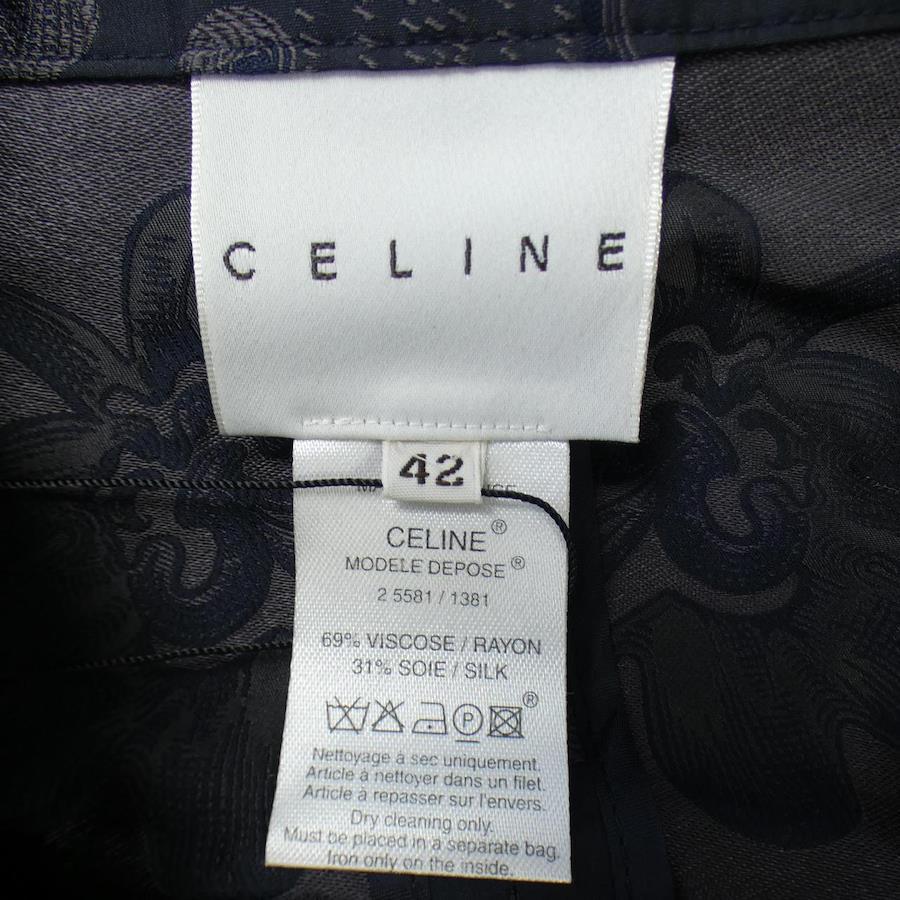 CELINE
42
CELINE®
MODELE DEPOSE®
2 5581 / 1381
69% VISCOSE / RAYON
31% SOIE / SILK
P ®
Nettoyage à sec uniquement.
Article à nettoyer dans un filet.
Article à repasser sur l'envers.
Dry cleaning only.
Must be placed in a separate bag.
Iron only on the inside.